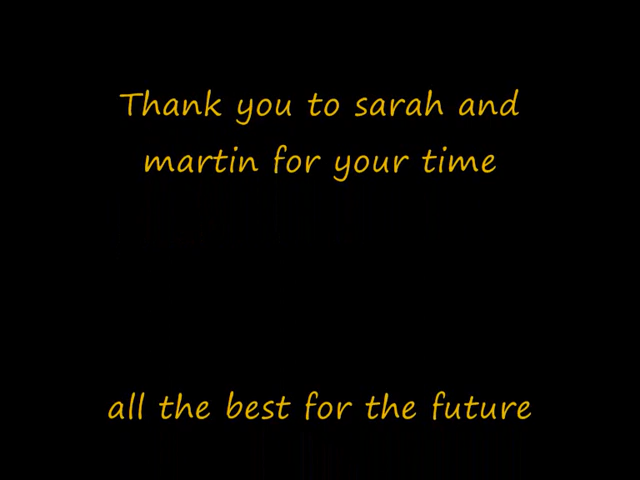 Thank you to sarah and
martin for your time
all the best for the future